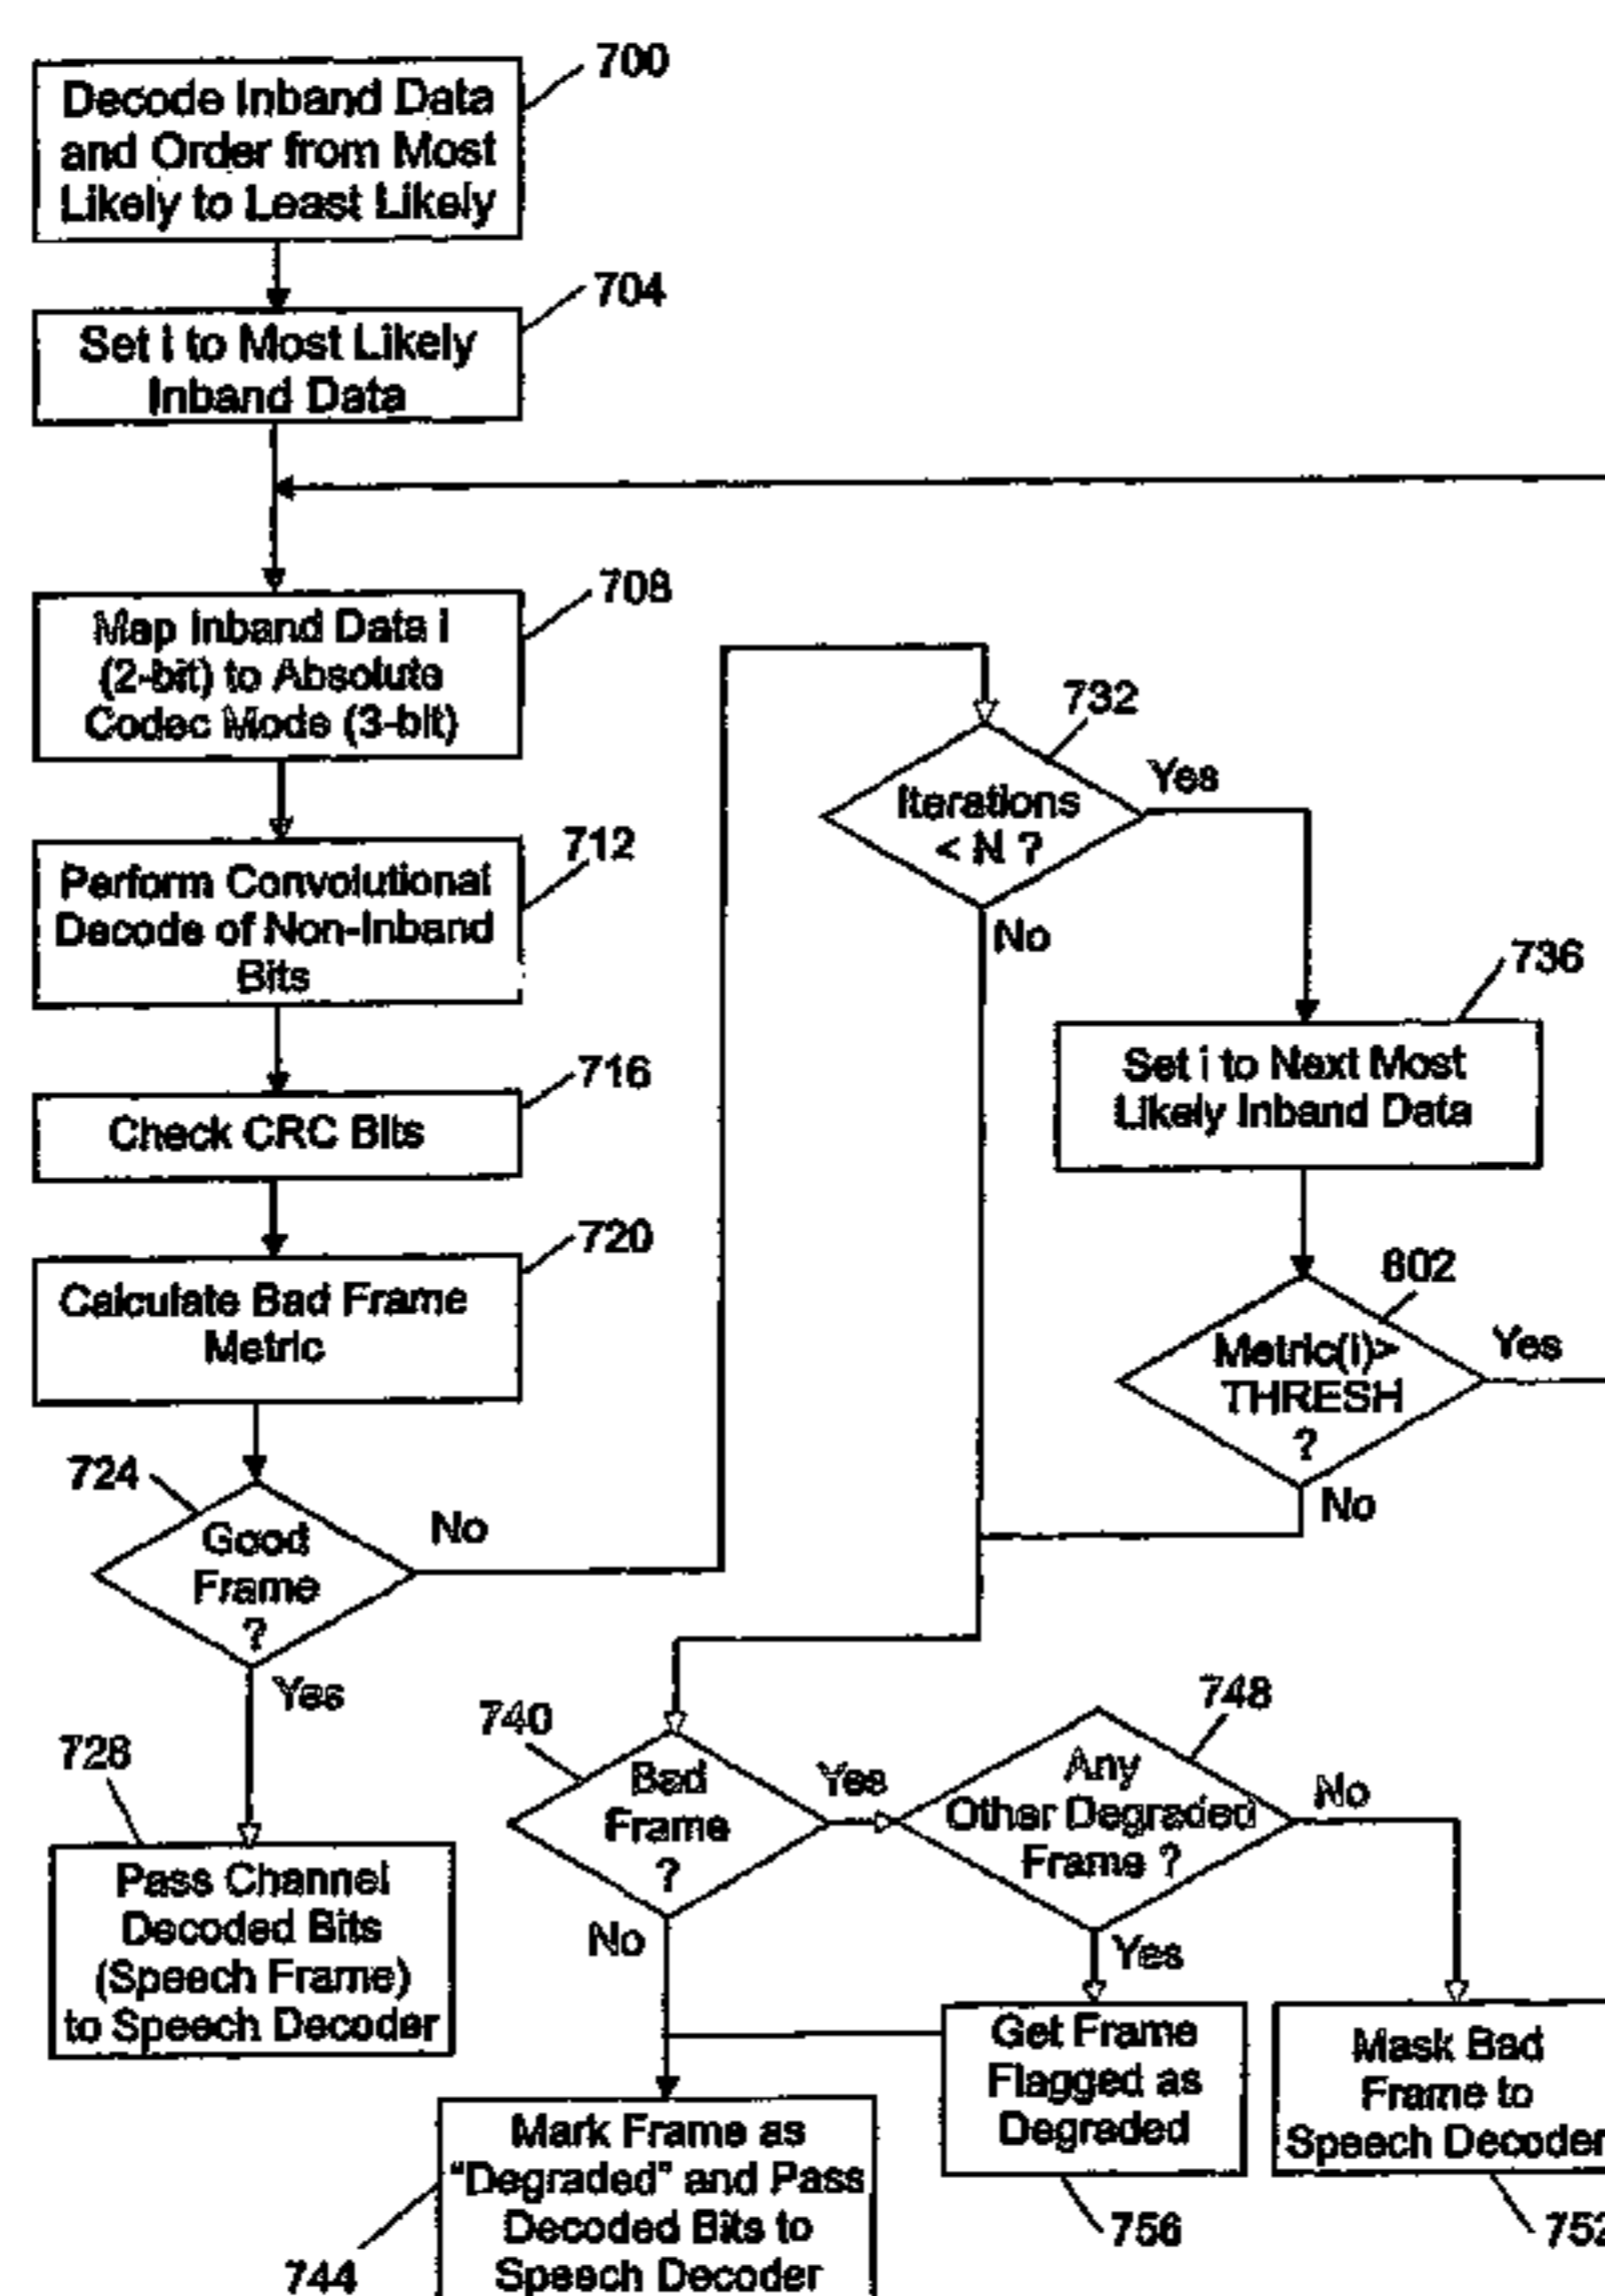 700
Decode Inband Data
and Order from Most
Likely to Least Likely
704
Set i to Most Likely
Inband Data
708
Map Inband Data i
(2-bit) to Absolute
Codec Mode (3-bit)
712
Perform Convolutional
Decode of Non-Inband
Bits
716
Check CRC Bits
720
Calculate Bad Frame
Metric
724
Good
Frame
?
No
Yes
728
Pass Channel
Decoded Bits
(Speech Frame)
to Speech Decoder
732
Iterations
< N ?
Yes
No
736
Set i to Next Most
Likely Inband Data
802
Metric(i)>
THRESH
?
Yes
No
740
Bad
Frame
?
Yes
No
748
Any
Other Degraded
Frame ?
No
Yes
Get Frame
Flagged as
Degraded
756
Mask Bad
Frame to
Speech Decoder
752
Mark Frame as
"Degraded" and Pass
Decoded Bits to
Speech Decoder
744